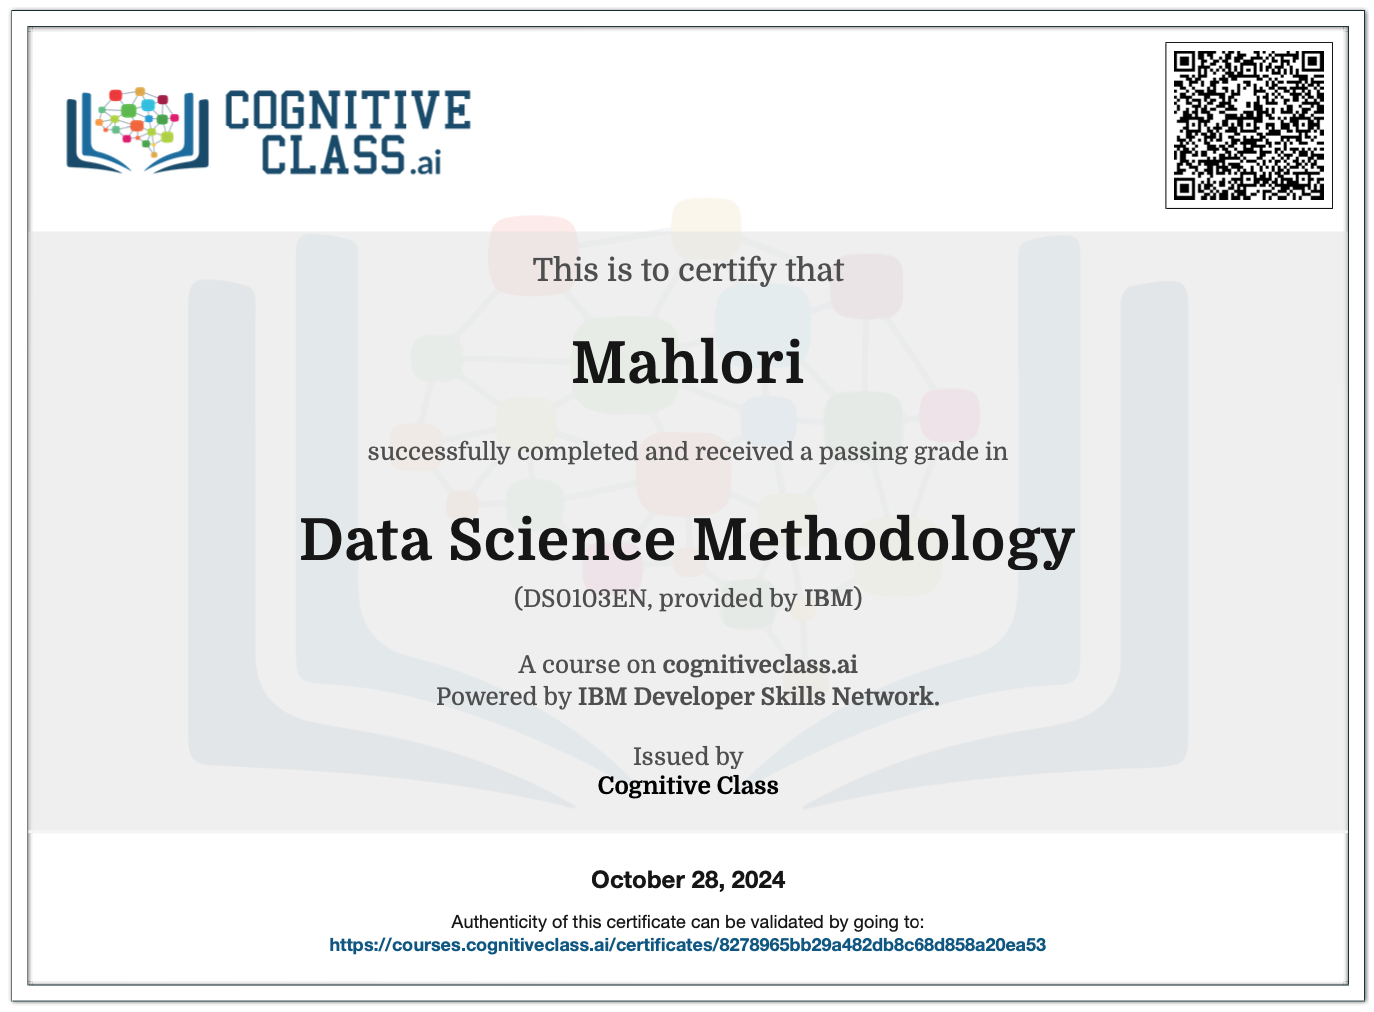 COGNITIVE
CLASS.ai
This is to certify that
Mahlori
successfully completed and received a passing grade in
Data Science Methodology
(DS0103EN, provided by IBM)
A course on cognitiveclass.ai
Powered by IBM Developer Skills Network.
Issued by
Cognitive Class
October 28, 2024
Authenticity of this certificate can be validated by going to:
https://courses.cognitiveclass.ai/certificates/8278965bb29a482db8c68d858a20ea53